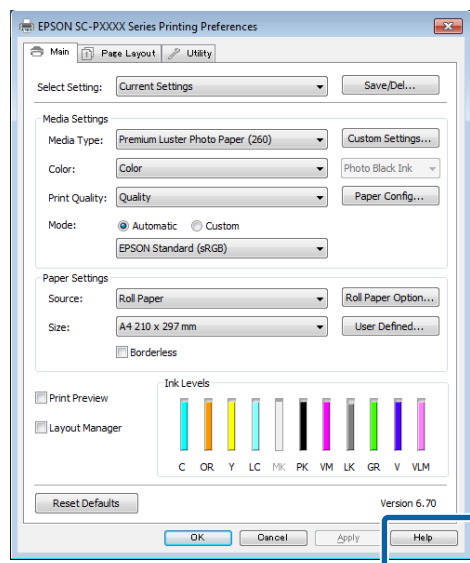 EPSON SC-PXXXX Series Printing Preferences
Main Page Layout Utility
Select Setting: Current Settings Save/Del...
Media Settings
Media Type: Premium Luster Photo Paper (260) Custom Settings...
Color: Color Photo Black Ink
Print Quality: Quality Paper Config...
Mode: Automatic Custom
EPSON Standard (sRGB)
Paper Settings
Source: Roll Paper Roll Paper Option...
Size: A4 210 x 297 mm User Defined...
Borderless
Ink Levels
Print Preview
Layout Manager
C OR Y LC MK PK VM LK GR V VLM
Reset Defaults Version 6.70
OK Cancel Apply Help